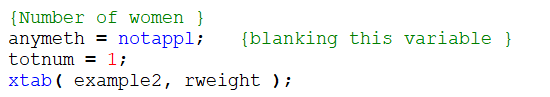 {Number of women }
anymeth = notappl;   {blanking this variable }
totnum = 1;
xtab( example2, rweight );